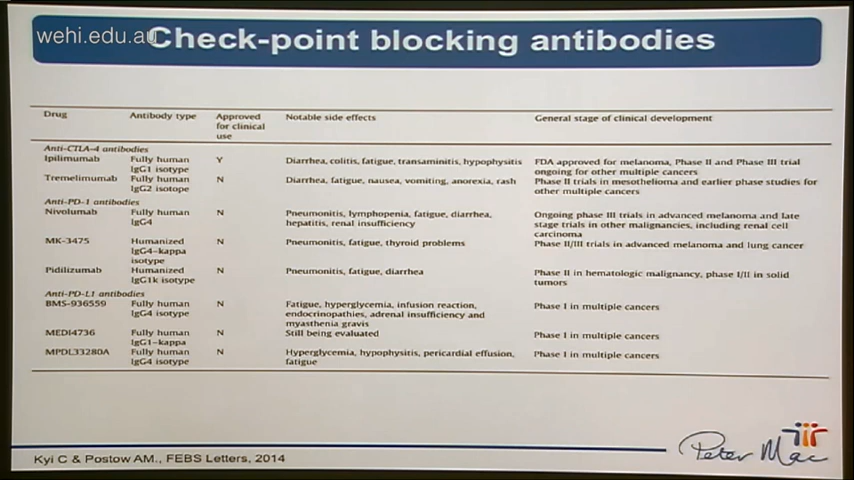 wehi.edu.au
Check-point blocking antibodies
Drug Antibody type Approved for clinical use Notable side effects General stage of clinical development
Anti-CTLA-4 antibodies
Ipilimumab Fully human IgG1 isotype Y Diarrhea, colitis, fatigue, transaminitis, hypophysitis FDA approved for melanoma, Phase II and Phase III trial ongoing for other multiple cancers
Tremelimumab Fully human IgG2 isotope N Diarrhea, fatigue, nausea, vomiting, anorexia, rash Phase II trials in mesothelioma and earlier phase studies for other multiple cancers
Anti-PD-1 antibodies
Nivolumab Fully human IgG4 N Pneumonitis, lymphopenia, fatigue, diarrhea, hepatitis, renal insufficiency Ongoing phase III trials in advanced melanoma and late stage trials in other malignancies, including renal cell carcinoma
MK-3475 Humanized IgG4-kappa isotype N Pneumonitis, fatigue, thyroid problems Phase II/III trials in advanced melanoma and lung cancer
Pidilizumab Humanized IgG1k isotype N Pneumonitis, fatigue, diarrhea Phase II in hematologic malignancy, phase I/II in solid tumors
Anti-PD-L1 antibodies
BMS-936559 Fully human IgG4 isotype N Fatigue, hyperglycemia, infusion reaction, endocrinopathies, adrenal insufficiency and myasthenia gravis Phase I in multiple cancers
MEDI4736 Fully human IgG1-kappa N Still being evaluated Phase I in multiple cancers
MPDL33280A Fully human IgG4 isotype N Hyperglycemia, hypophysitis, pericardial effusion, fatigue Phase I in multiple cancers
Kyi C & Postow AM., FEBS Letters, 2014
Peter Mac